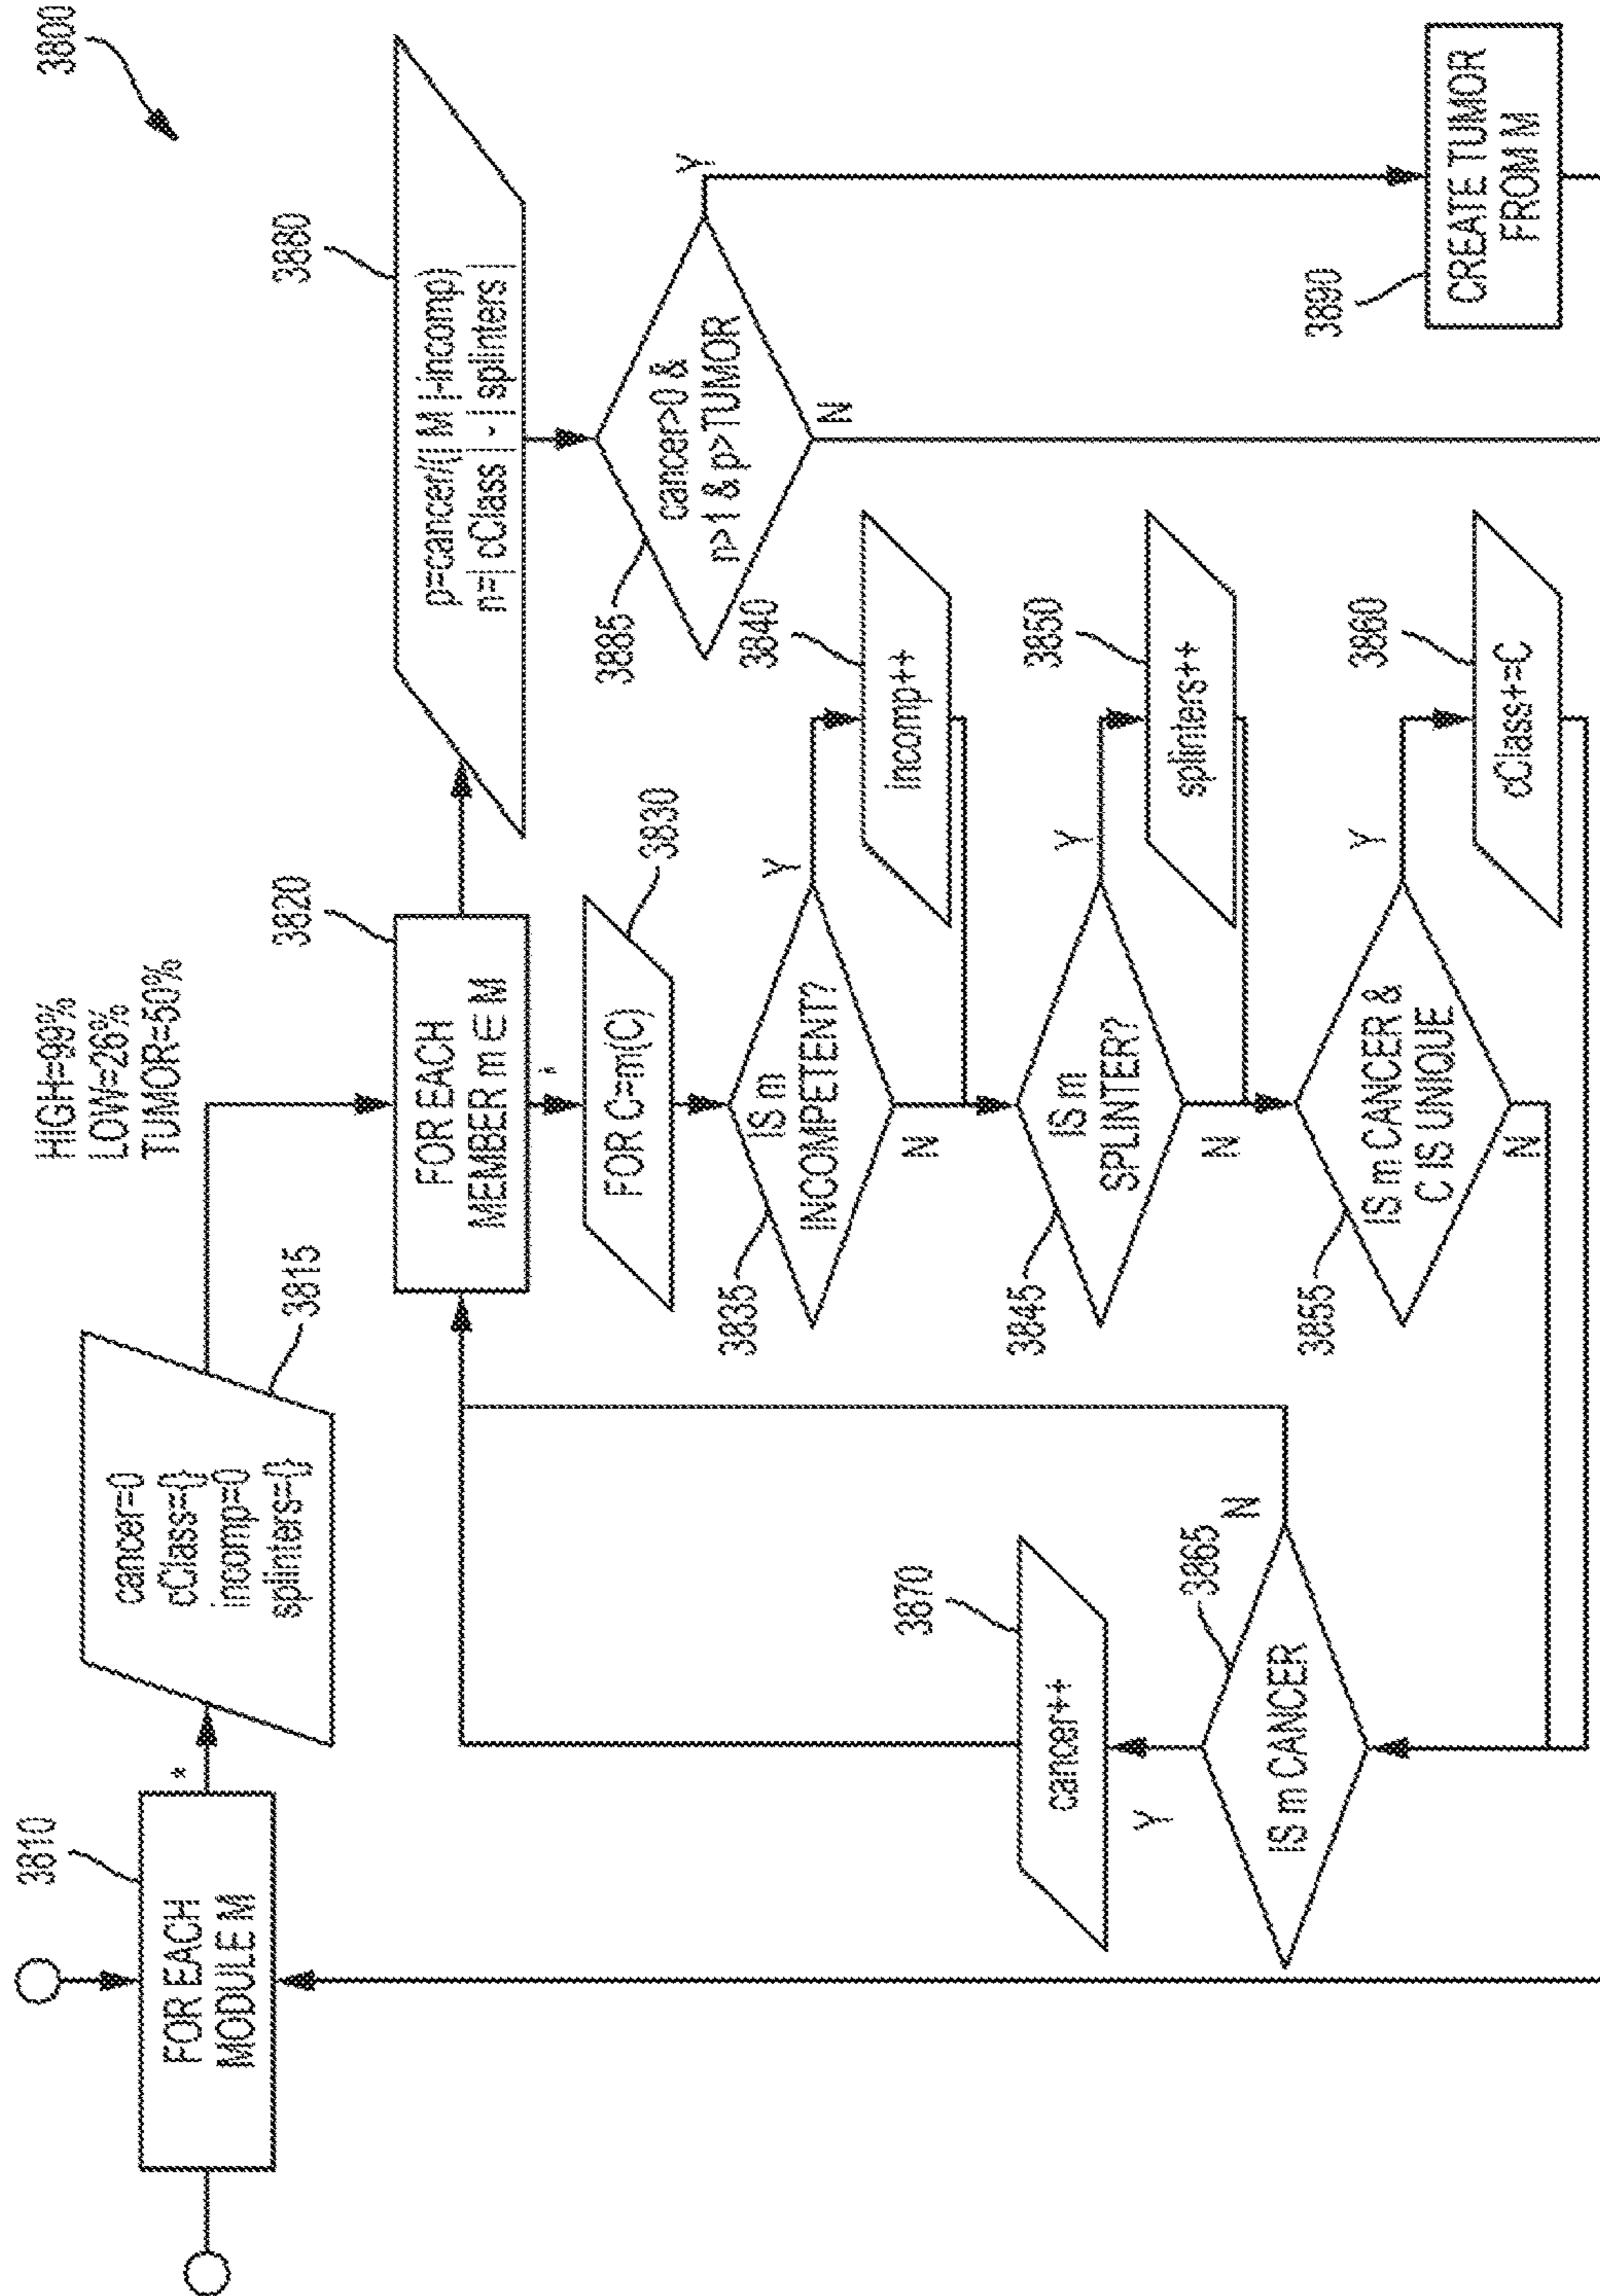 3800
HIGH=99%
LOW=26%
TUMOR=50%
3810
FOR EACH
MODULE M
*
cancer=0
cClass={}
incomp=0
splinters={}
3815
3820
FOR EACH
MEMBER m∈M
*
3880
p=cancer/(| M |-incomp)
n=| cClass | - | splinters |
3830
FOR C=m(C)
3885
cancer>0 &
n>1 & p>TUMOR
Y
N
3835
IS m
INCOMPETENT?
Y
N
3840
incomp++
3845
IS m
SPLINTER?
Y
N
3850
splinters++
3855
IS m CANCER &
C IS UNIQUE
Y
N
3860
cClass+=C
3865
IS m CANCER
Y
N
3870
cancer++
3890
CREATE TUMOR
FROM M